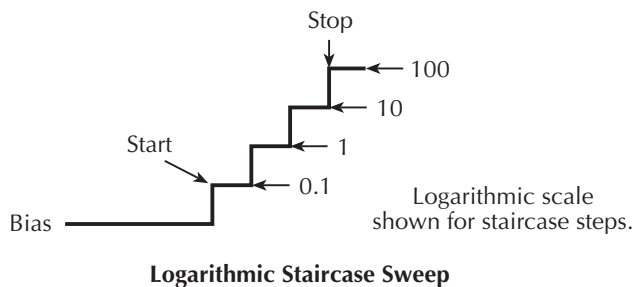 Stop
100
10
Start
1
0.1
Logarithmic scale
shown for staircase steps.
Bias
Logarithmic Staircase Sweep